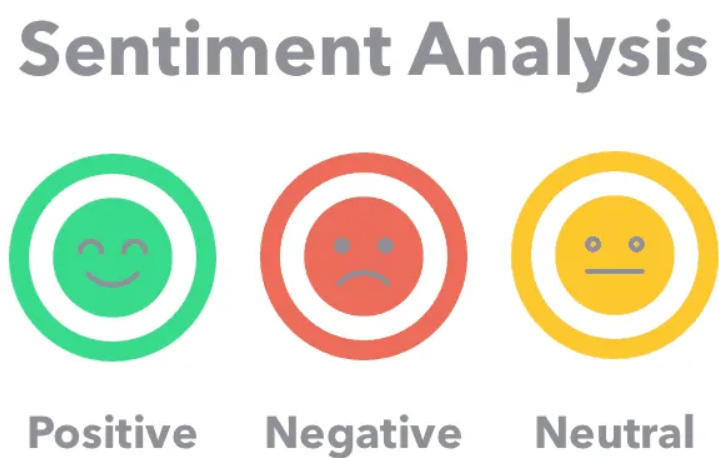 Sentiment Analysis
Positive Negative Neutral